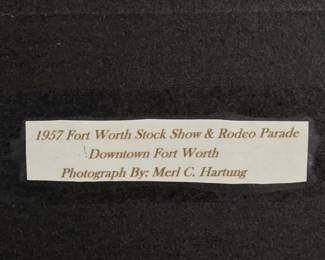 1957 Fort Worth Stock Show & Rodeo Parade
Downtown Fort Worth
Photograph By: Merl C. Hartung